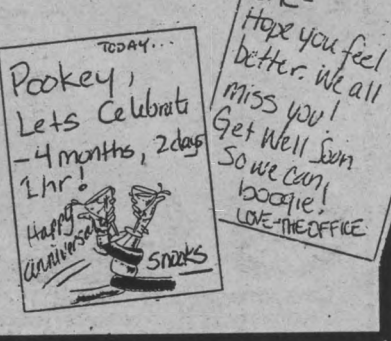 TODAY...
Pookey,
Lets Celebrate
-4 months, 2 days
1 hr!
Happy
anniversary
Snooks
Hope you feel
better. We all
miss you!
Get Well Soon
So we can
boogie!
LOVE-THE OFFICE